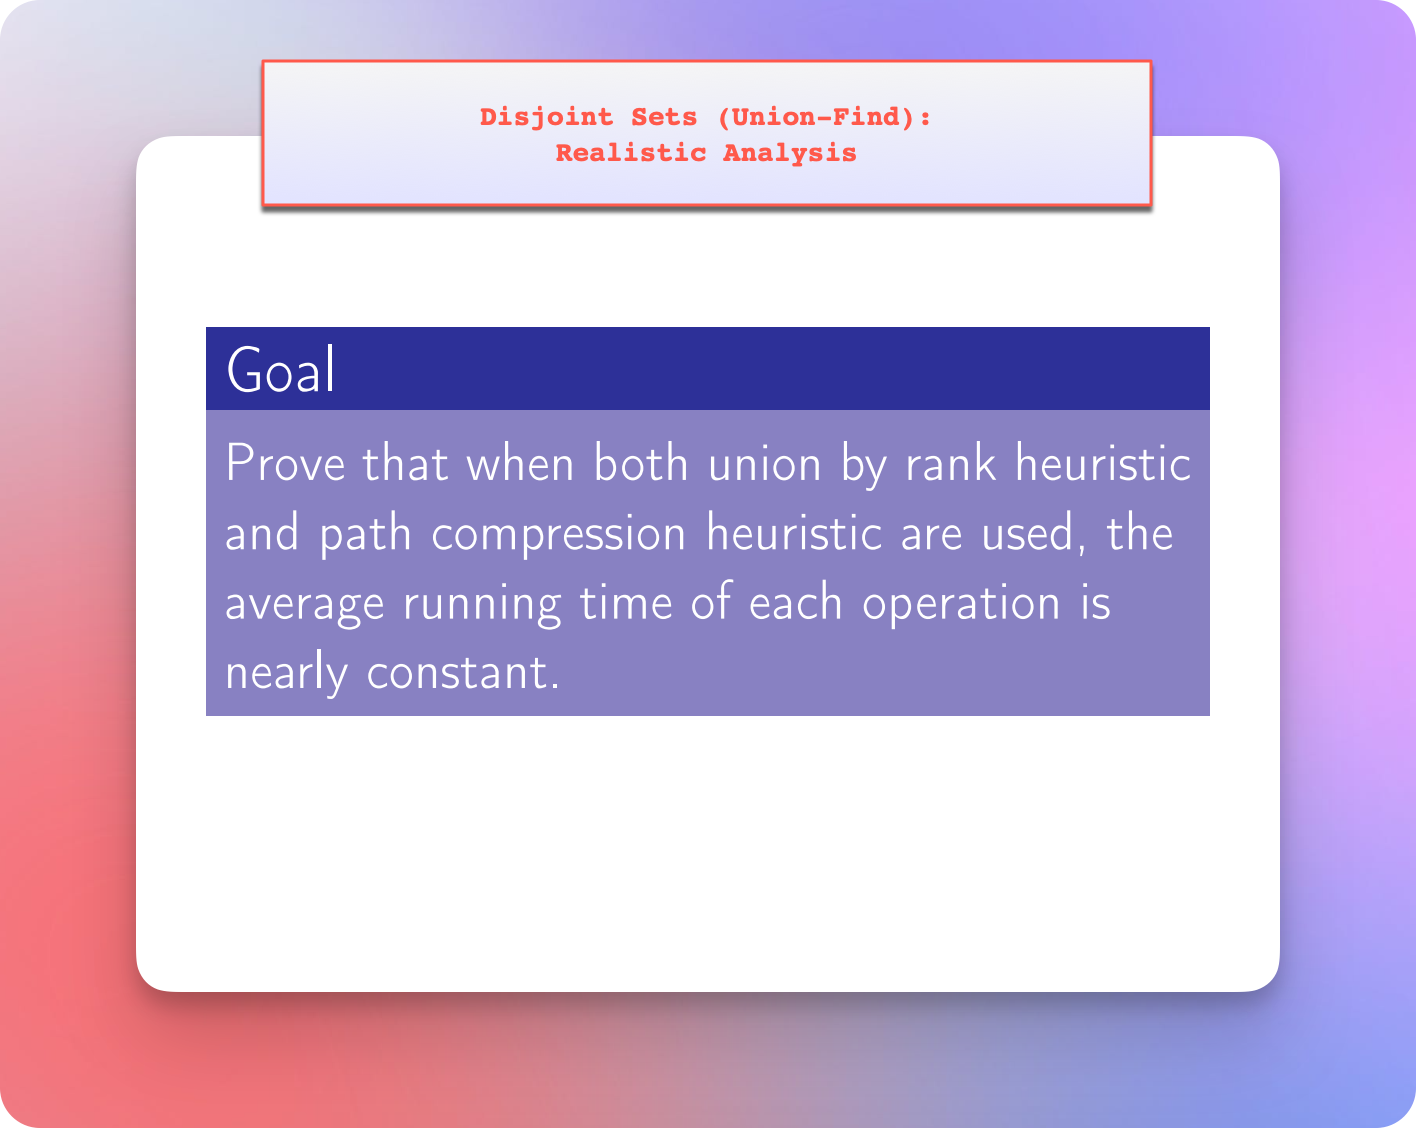 Disjoint Sets (Union-Find):
Realistic Analysis
Goal
Prove that when both union by rank heuristic
and path compression heuristic are used, the
average running time of each operation is
nearly constant.